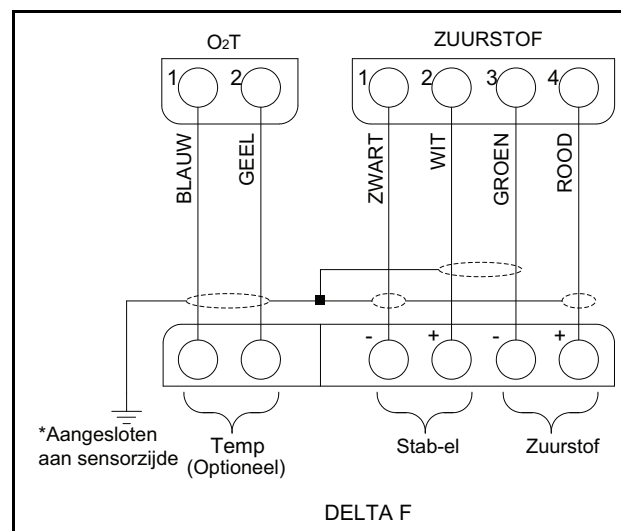 O₂T
ZUURSTOF
1 2
1 2 3 4
BLAUW
GEEL
ZWART
WIT
GROEN
ROOD
- + - +
*Aangesloten
aan sensorzijde
Temp
(Optioneel)
Stab-el
Zuurstof
DELTA F